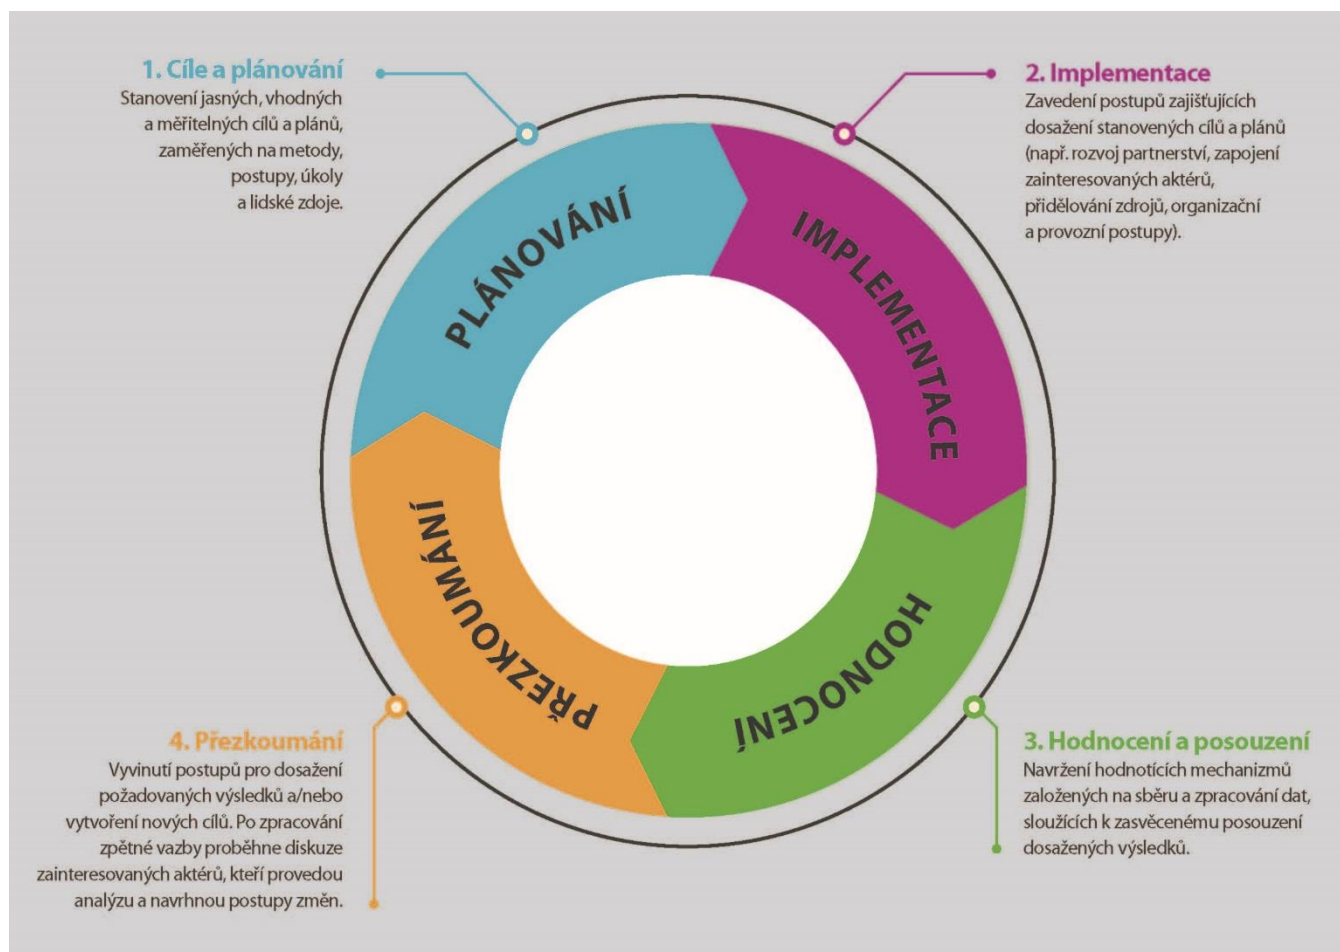 1. Cíle a plánování
Stanovení jasných, vhodných
a měřitelných cílů a plánů,
zaměřených na metody,
postupy, úkoly
a lidské zdoje.
2. Implementace
Zavedení postupů zajišťujících
dosažení stanovených cílů a plánů
(např. rozvoj partnerství, zapojení
zainteresovaných aktérů,
přidělování zdrojů, organizační
a provozní postupy).
PLÁNOVÁNÍ
IMPLEMENTACE
HODNOCENÍ
PŘEZKOUMÁNÍ
3. Hodnocení a posouzení
Navržení hodnotících mechanizmů
založených na sběru a zpracování dat,
sloužících k zasvěcenému posouzení
dosažených výsledků.
4. Přezkoumání
Vyvinutí postupů pro dosažení
požadovaných výsledků a/nebo
vytvoření nových cílů. Po zpracování
zpětné vazby proběhne diskuze
zainteresovaných aktérů, kteří provedou
analýzu a navrhnou postupy změn.